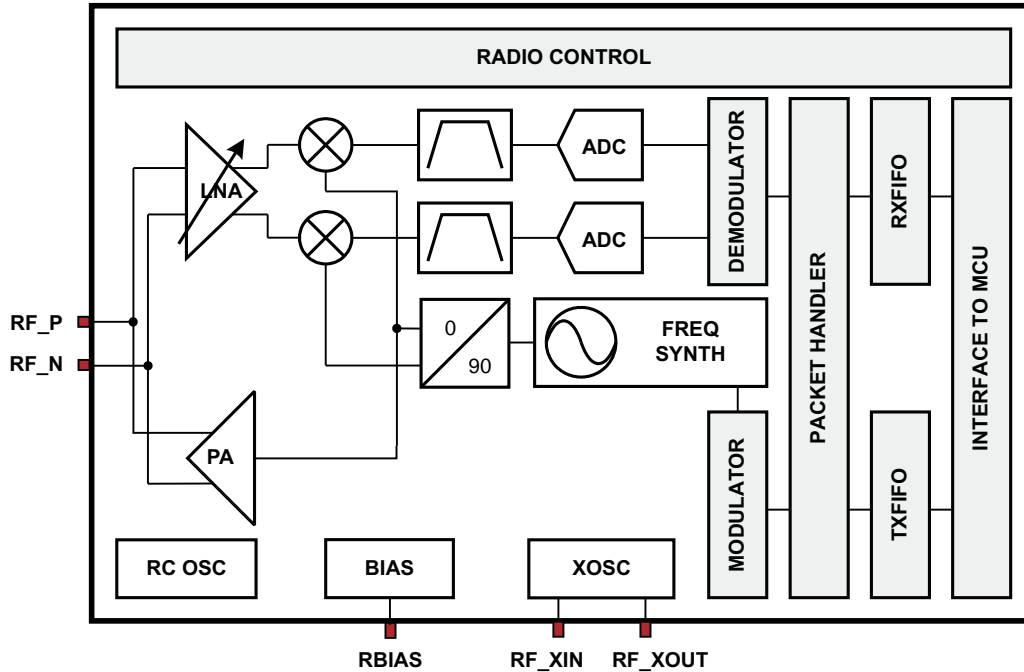 RADIO CONTROL
LNA
ADC
ADC
DEMODULATOR
PACKET HANDLER
RXFIFO
INTERFACE TO MCU
RF_P
RF_N
0
90
FREQ
SYNTH
PA
MODULATOR
TXFIFO
RC OSC
BIAS
XOSC
RBIAS
RF_XIN
RF_XOUT